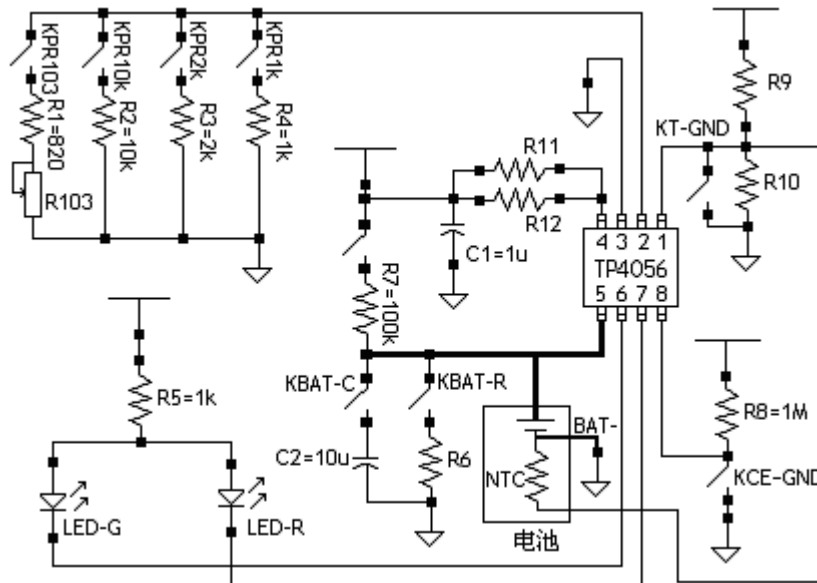 KPR103
KPR10k
KPR2k
KPR1k
R1=820
R2=10k
R3=2k
R4=1k
R103
R9
KT-GND
R10
R11
R12
C1=1u
4 3 2 1
TP4056
5 6 7 8
R7=100k
R5=1k
KBAT-C
KBAT-R
BAT-
R8=1M
C2=10u
R6
NTC
KCE-GND
LED-G
LED-R
电池